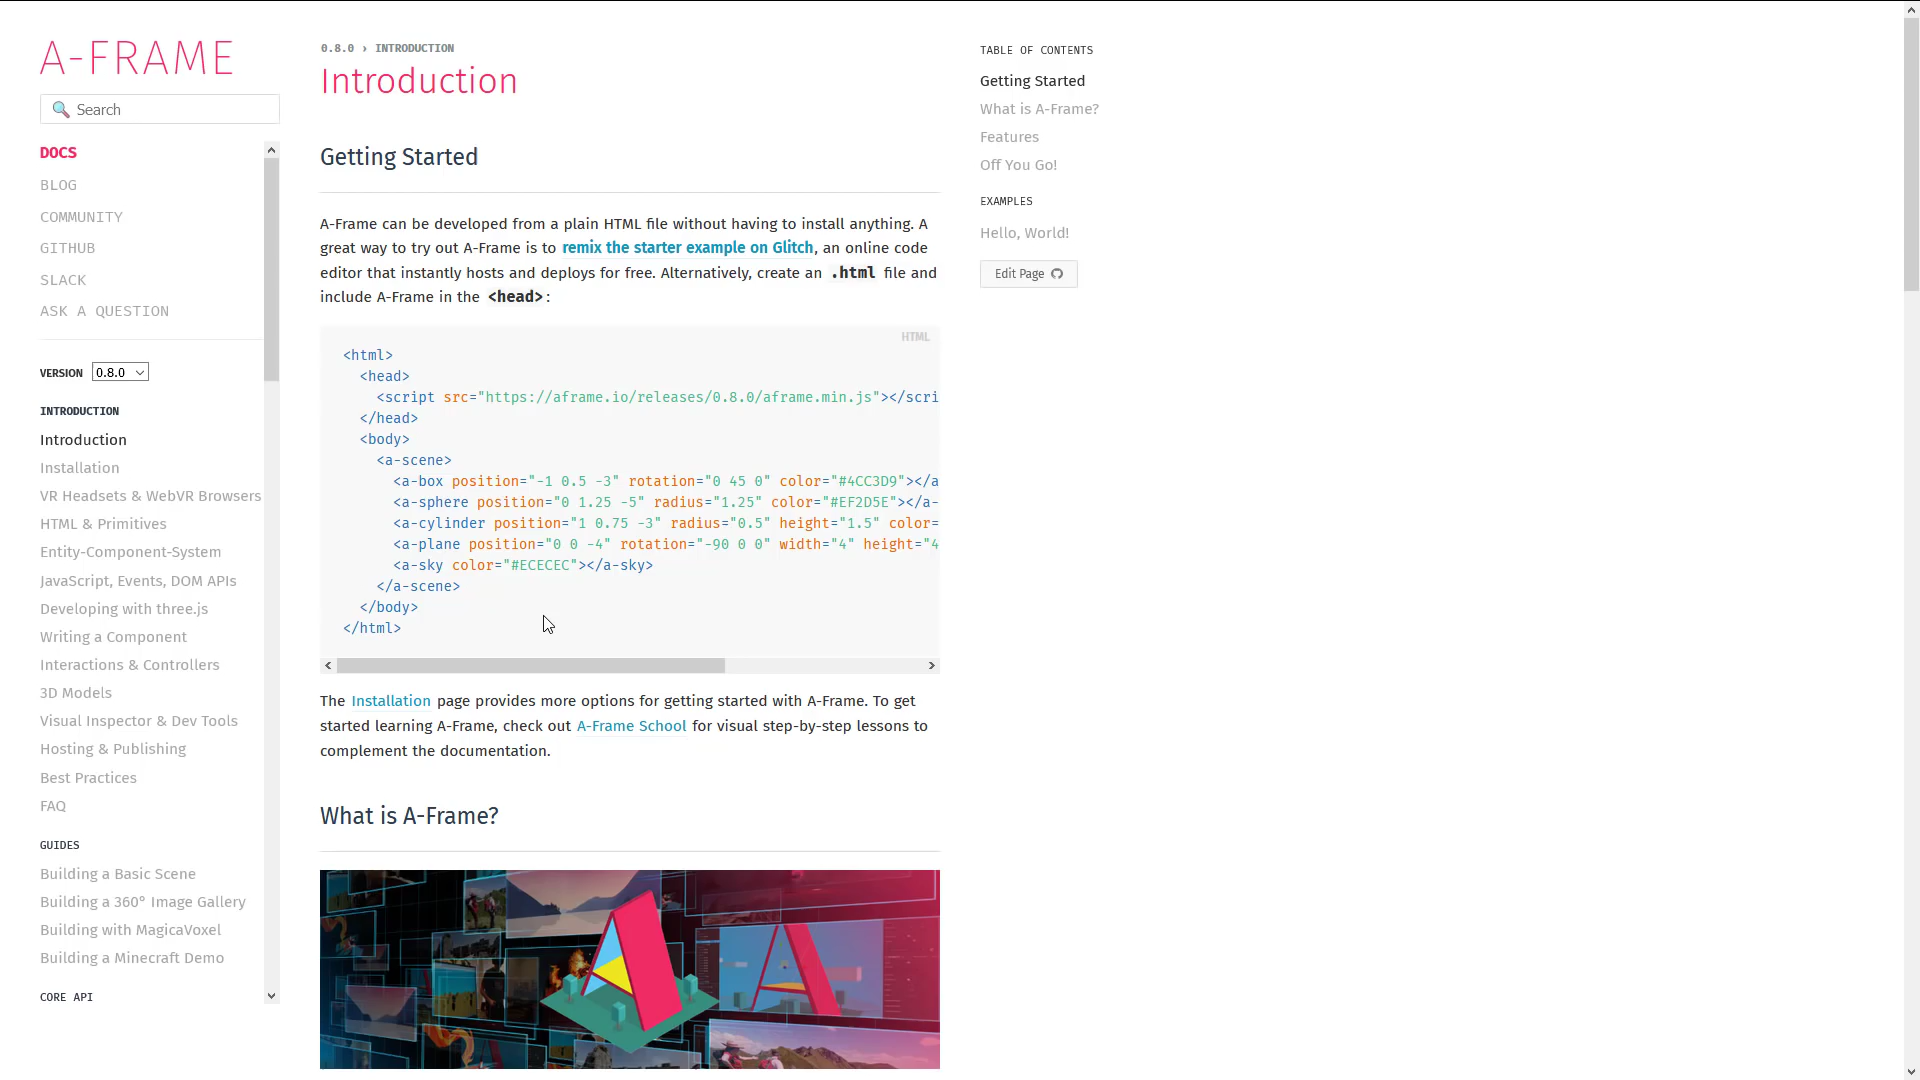 A-FRAME
Search
DOCS
BLOG
COMMUNITY
GITHUB
SLACK
ASK A QUESTION
VERSION 0.8.0
INTRODUCTION
Introduction
Installation
VR Headsets & WebVR Browsers
HTML & Primitives
Entity-Component-System
JavaScript, Events, DOM APIs
Developing with three.js
Writing a Component
Interactions & Controllers
3D Models
Visual Inspector & Dev Tools
Hosting & Publishing
Best Practices
FAQ
GUIDES
Building a Basic Scene
Building a 360° Image Gallery
Building with MagicaVoxel
Building a Minecraft Demo
CORE API
0.8.0 › INTRODUCTION
Introduction
Getting Started
A-Frame can be developed from a plain HTML file without having to install anything. A
great way to try out A-Frame is to remix the starter example on Glitch, an online code
editor that instantly hosts and deploys for free. Alternatively, create an .html file and
include A-Frame in the <head>:
HTML
<html>
<head>
<script src="https://aframe.io/releases/0.8.0/aframe.min.js"></scri
</head>
<body>
<a-scene>
<a-box position="-1 0.5 -3" rotation="0 45 0" color="#4CC3D9"></a
<a-sphere position="0 1.25 -5" radius="1.25" color="#EF2D5E"></a-
<a-cylinder position="1 0.75 -3" radius="0.5" height="1.5" color=
<a-plane position="0 0 -4" rotation="-90 0 0" width="4" height="4
<a-sky color="#ECECEC"></a-sky>
</a-scene>
</body>
</html>
The Installation page provides more options for getting started with A-Frame. To get
started learning A-Frame, check out A-Frame School for visual step-by-step lessons to
complement the documentation.
What is A-Frame?
TABLE OF CONTENTS
Getting Started
What is A-Frame?
Features
Off You Go!
EXAMPLES
Hello, World!
Edit Page